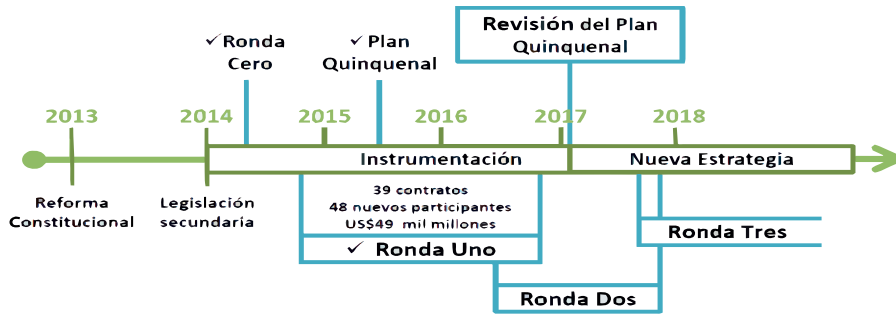 ✓ Ronda
Cero
✓ Plan
Quinquenal
Revisión del Plan
Quinquenal
2013
2014
2015
2016
2017
2018
Instrumentación
Nueva Estrategia
Reforma
Constitucional
Legislación
secundaría
39 contratos
48 nuevos participantes
US$49 mil millones
✓ Ronda Uno
Ronda Tres
Ronda Dos